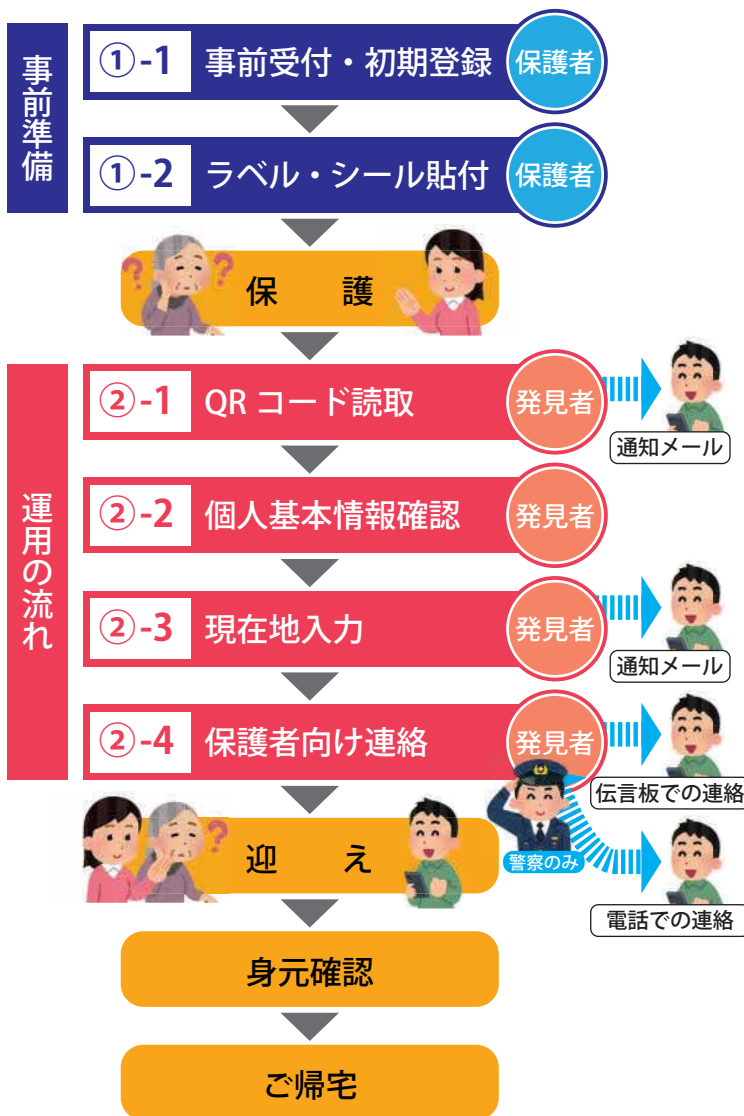 事前準備
①-1 事前受付・初期登録 保護者
①-2 ラベル・シール貼付 保護者
? ?
保 護
運用の流れ
②-1 QR コード読取 発見者
通知メール
②-2 個人基本情報確認 発見者
②-3 現在地入力 発見者
通知メール
②-4 保護者向け連絡 発見者
伝言板での連絡
警察のみ
電話での連絡
?
迎 え
身元確認
ご帰宅